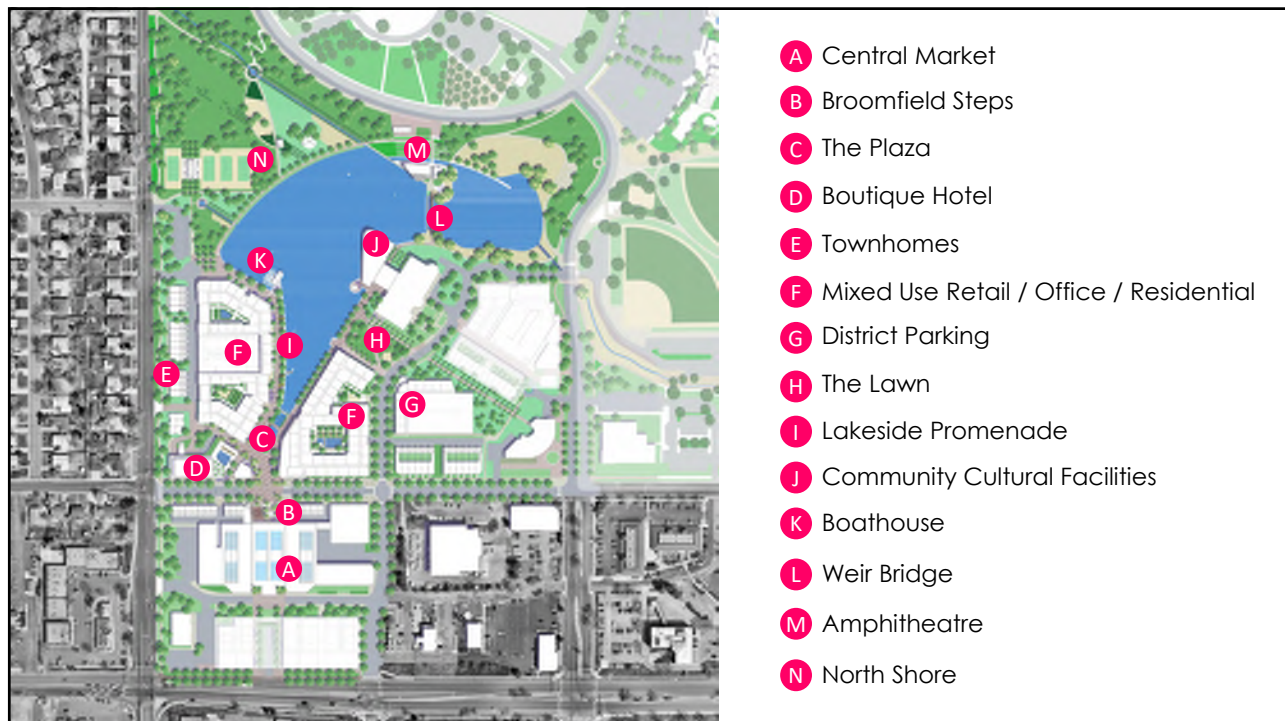 A Central Market
B Broomfield Steps
C The Plaza
D Boutique Hotel
E Townhomes
F Mixed Use Retail / Office / Residential
G District Parking
H The Lawn
I Lakeside Promenade
J Community Cultural Facilities
K Boathouse
L Weir Bridge
M Amphitheatre
N North Shore
M
N
L
J
K
H
I
F
E
G
F
C
D
B
A